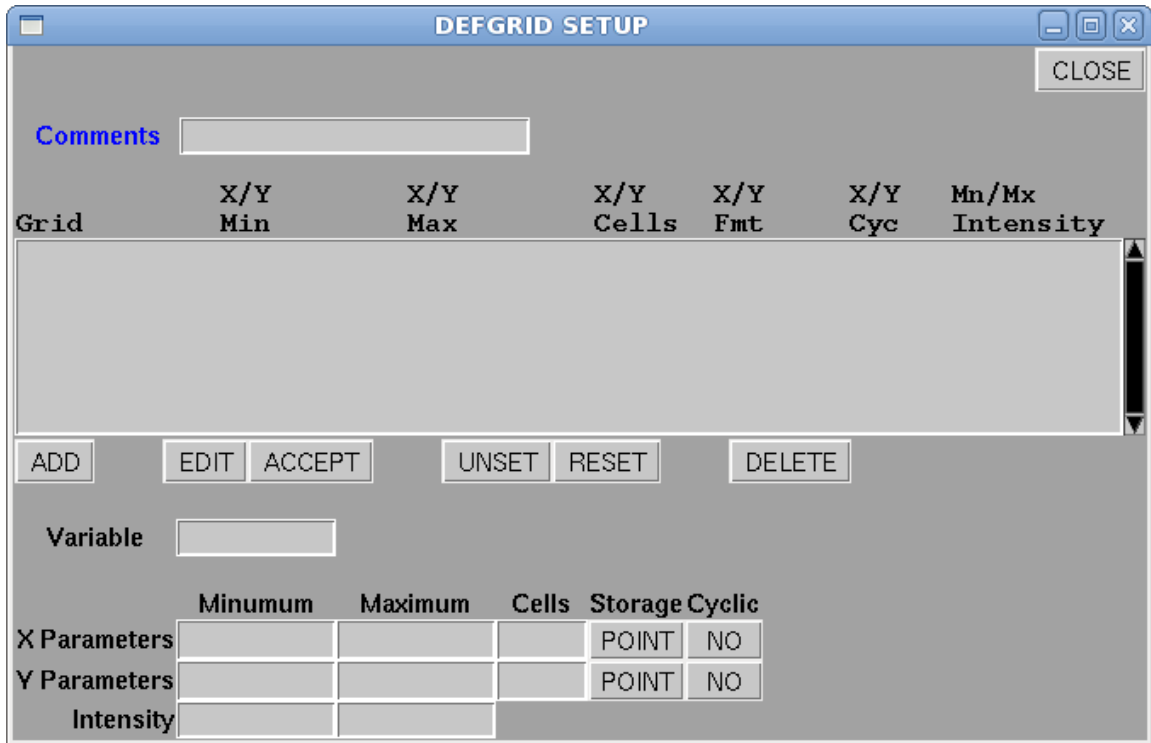 DEFGRID SETUP
CLOSE
Comments
X/Y X/Y X/Y X/Y X/Y Mn/Mx
Grid Min Max Cells Fmt Cyc Intensity
ADD EDIT ACCEPT UNSET RESET DELETE
Variable
Minumum Maximum Cells Storage Cyclic
X Parameters POINT NO
Y Parameters POINT NO
Intensity